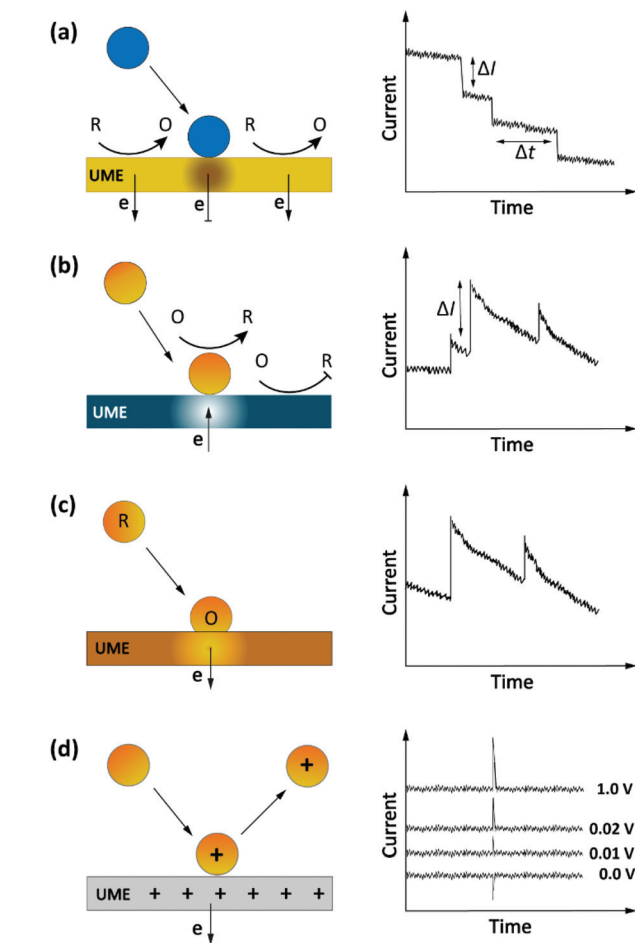 (a)
R O R O
UME
e e e
Current
ΔI
Δt
Time
(b)
O R
O R
UME
e
Current
ΔI
Time
(c)
R
O
UME
e
Current
Time
(d)
+
+
UME + + + + + +
e
Current
1.0 V
0.02 V
0.01 V
0.0 V
Time